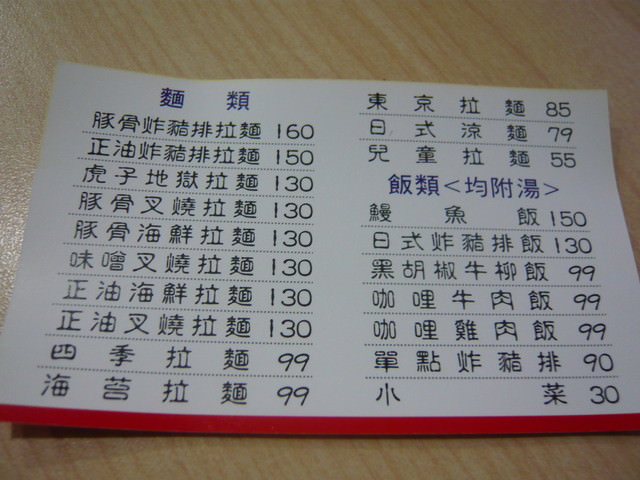 麵類
豚骨炸豬排拉麵 160
正油炸豬排拉麵 150
虎子地獄拉麵 130
豚骨叉燒拉麵 130
豚骨海鮮拉麵 130
味噌叉燒拉麵 130
正油海鮮拉麵 130
正油叉燒拉麵 130
四季拉麵 99
海苔拉麵 99
東京拉麵 85
日式涼麵 79
兒童拉麵 55
飯類<均附湯>
鰻魚飯 150
日式炸豬排飯 130
黑胡椒牛柳飯 99
咖哩牛肉飯 99
咖哩雞肉飯 99
單點炸豬排 90
小菜 30